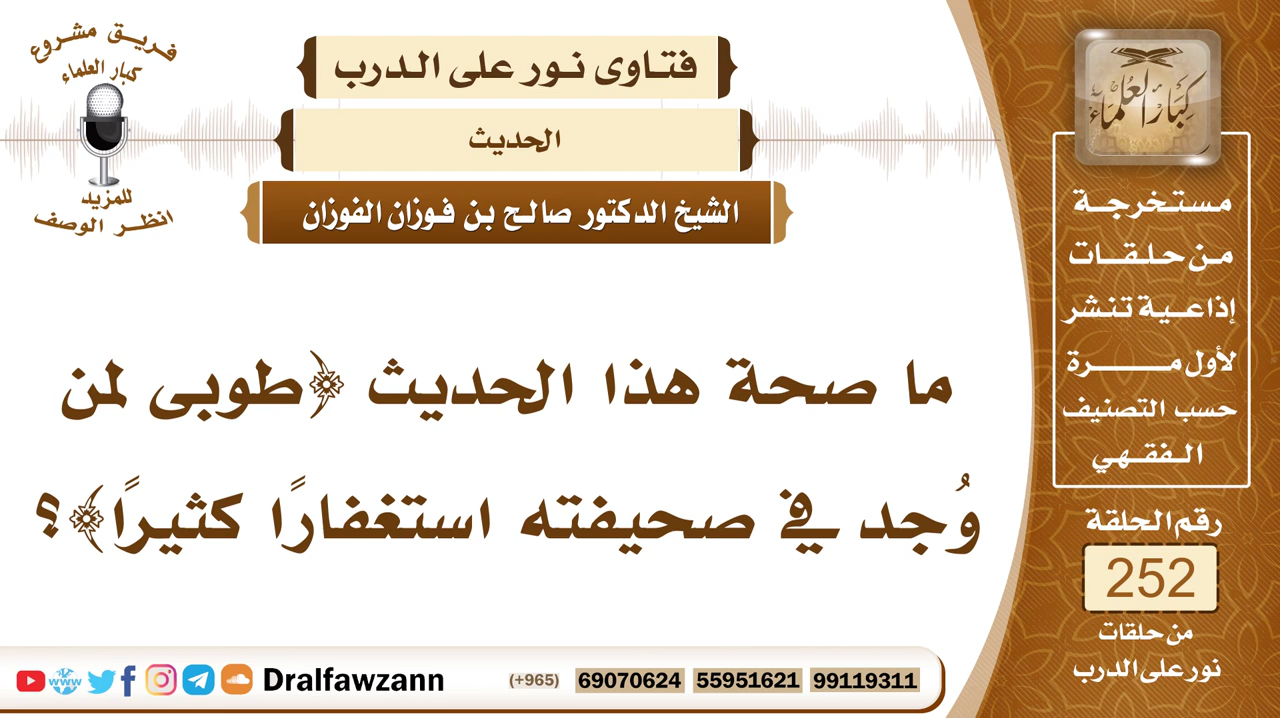 فتاوى نور على الدرب
الحديث
الشيخ الدكتور صالح بن فوزان الفوزان
ما صحة هذا الحديث ﴿طوبى لمن
وُجد في صحيفته استغفارًا كثيرًا﴾؟
كبار العلماء
مستخرجة
من حلقات
إذاعية تنشر
لأول مرة
حسب التصنيف
الفقهي
رقم الحلقة
252
من حلقات
نور على الدرب
فريق مشروع
كبار العلماء
للمزيد
انظر الوصف
www
Dralfawzann (+965) 69070624 55951621 99119311